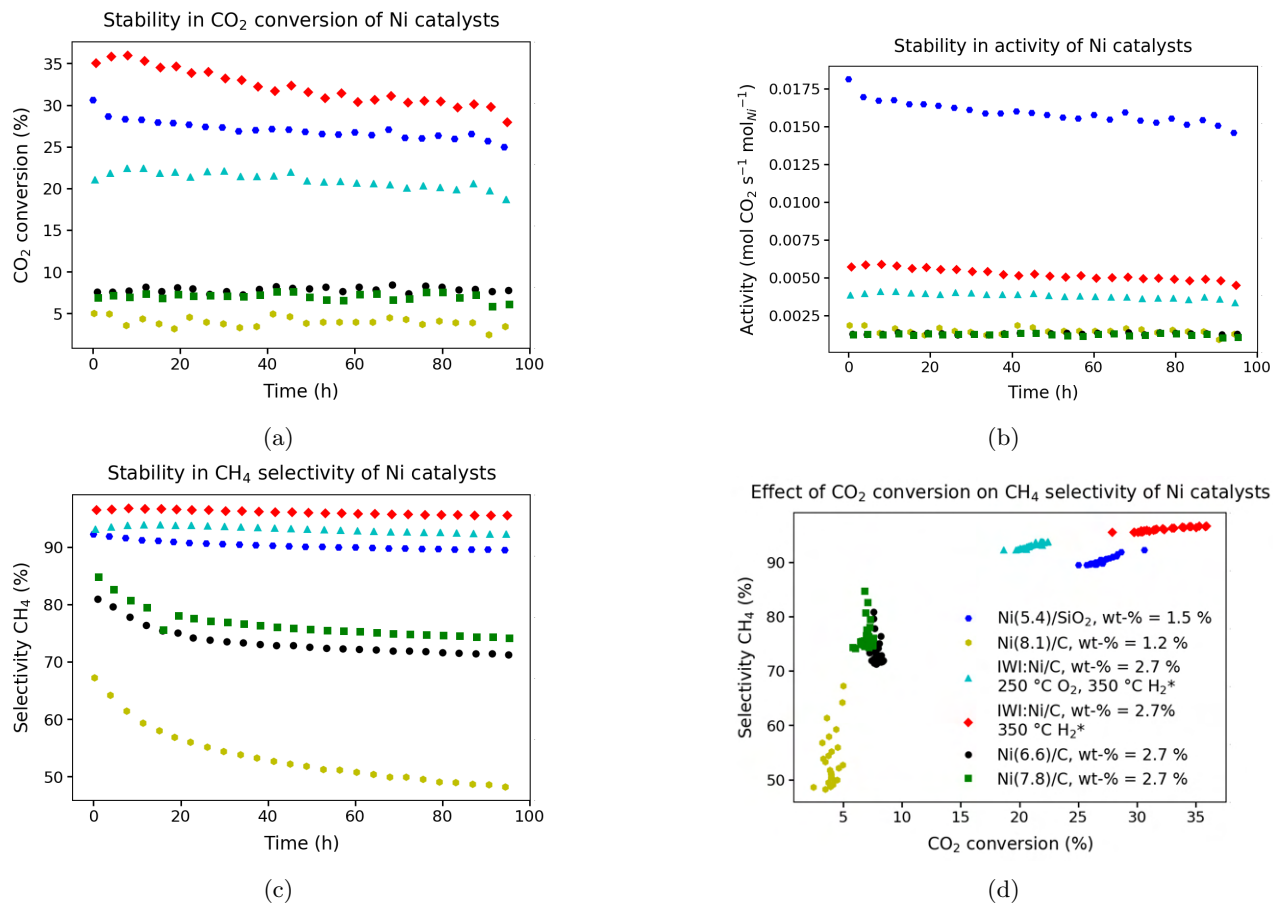 Stability in CO₂ conversion of Ni catalysts
CO₂ conversion (%)
35
30
25
20
15
10
5
0
20
40
60
80
100
Time (h)
(a)
Stability in activity of Ni catalysts
Activity (mol CO₂ s⁻¹ molNi⁻¹)
0.0175
0.0150
0.0125
0.0100
0.0075
0.0050
0.0025
0
20
40
60
80
100
Time (h)
(b)
Stability in CH₄ selectivity of Ni catalysts
Selectivity CH₄ (%)
90
80
70
60
50
0
20
40
60
80
100
Time (h)
(c)
Effect of CO₂ conversion on CH₄ selectivity of Ni catalysts
Selectivity CH₄ (%)
90
80
70
60
50
Ni(5.4)/SiO₂, wt-% = 1.5 %
Ni(8.1)/C, wt-% = 1.2 %
IWI:Ni/C, wt-% = 2.7 %
250 °C O₂, 350 °C H₂*
IWI:Ni/C, wt-% = 2.7%
350 °C H₂*
Ni(6.6)/C, wt-% = 2.7 %
Ni(7.8)/C, wt-% = 2.7 %
5
10
15
20
25
30
35
CO₂ conversion (%)
(d)